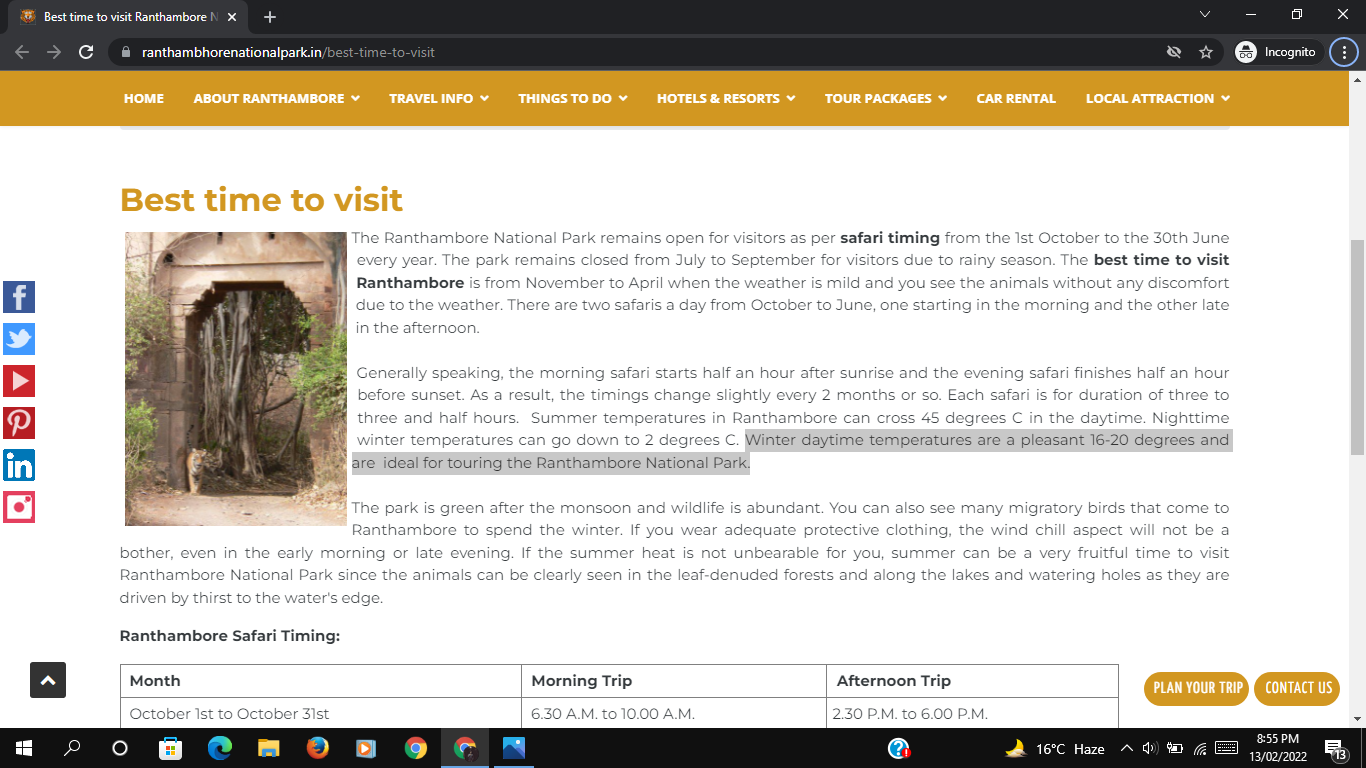 Best time to visit Ranthambore N
ranthambhorenationalpark.in/best-time-to-visit
Incognito
HOME ABOUT RANTHAMBORE TRAVEL INFO THINGS TO DO HOTELS & RESORTS TOUR PACKAGES CAR RENTAL LOCAL ATTRACTION
Best time to visit
The Ranthambore National Park remains open for visitors as per safari timing from the 1st October to the 30th June
every year. The park remains closed from July to September for visitors due to rainy season. The best time to visit
Ranthambore is from November to April when the weather is mild and you see the animals without any discomfort
due to the weather. There are two safaris a day from October to June, one starting in the morning and the other late
in the afternoon.
Generally speaking, the morning safari starts half an hour after sunrise and the evening safari finishes half an hour
before sunset. As a result, the timings change slightly every 2 months or so. Each safari is for duration of three to
three and half hours. Summer temperatures in Ranthambore can cross 45 degrees C in the daytime. Nighttime
winter temperatures can go down to 2 degrees C. Winter daytime temperatures are a pleasant 16-20 degrees and
are ideal for touring the Ranthambore National Park.
The park is green after the monsoon and wildlife is abundant. You can also see many migratory birds that come to
Ranthambore to spend the winter. If you wear adequate protective clothing, the wind chill aspect will not be a
bother, even in the early morning or late evening. If the summer heat is not unbearable for you, summer can be a very fruitful time to visit
Ranthambore National Park since the animals can be clearly seen in the leaf-denuded forests and along the lakes and watering holes as they are
driven by thirst to the water's edge.
Ranthambore Safari Timing:
Month Morning Trip Afternoon Trip
October 1st to October 31st 6.30 A.M. to 10.00 A.M. 2.30 P.M. to 6.00 P.M.
PLAN YOUR TRIP CONTACT US
16°C Haze
8:55 PM
13/02/2022
13